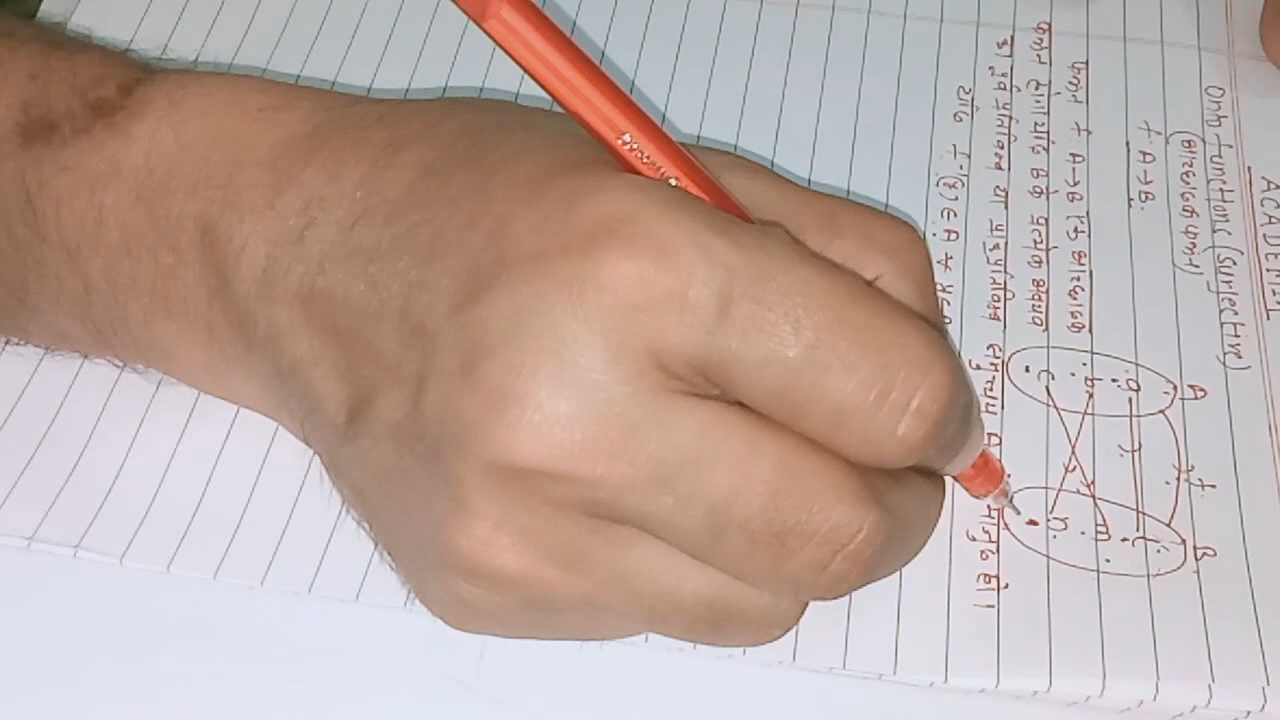 ACADEMY
Onto functions (surjective)
(आच्छादक फलन)
f A→B.
फलन f A→B एक आच्छादक
फलन होगा यदि B के प्रत्येक अवयव
का पूर्व प्रतिबिम्ब या प्राक् प्रतिबिम्ब समुच्चय A
यदि f⁻¹(y) ∈ A ∀ y ∈
A f B
a l
b m
c n